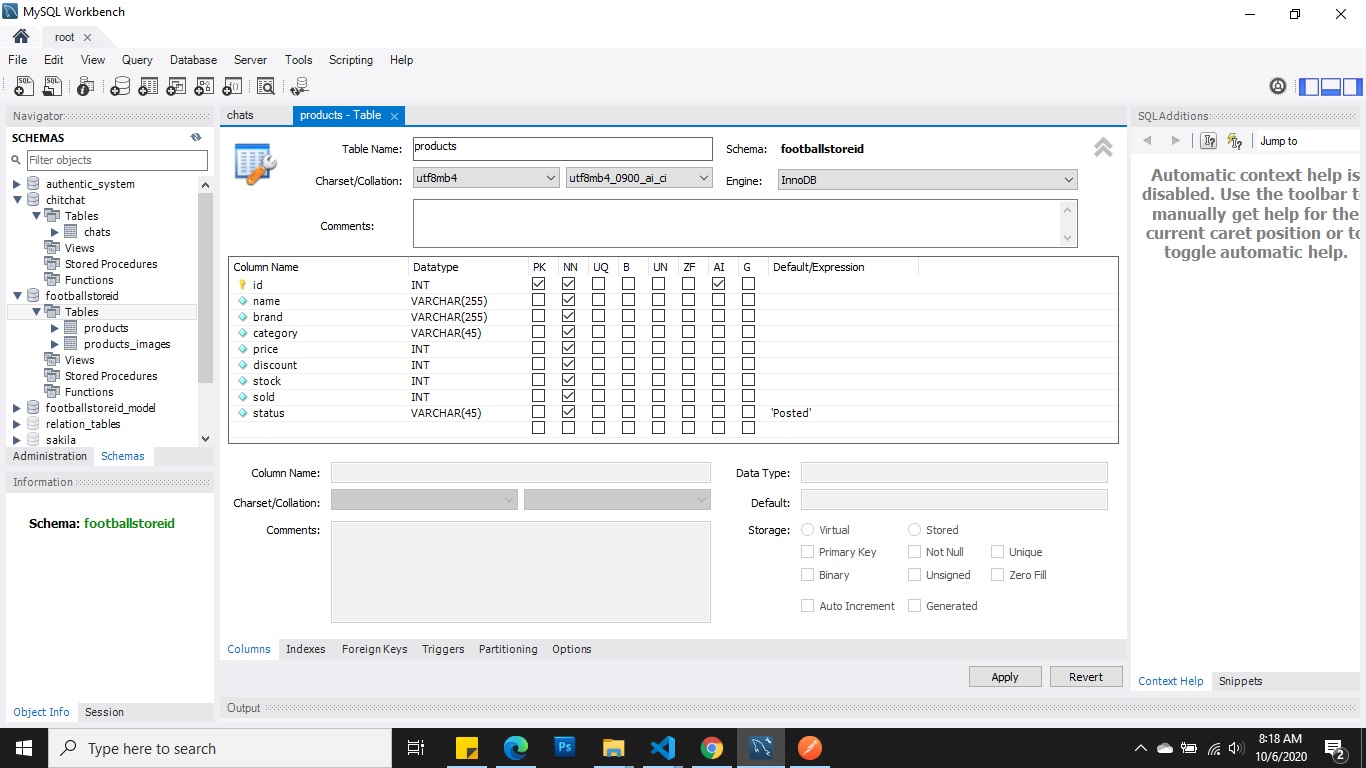 MySQL Workbench
root
File Edit View Query Database Server Tools Scripting Help
Navigator
SCHEMAS
Filter objects
authentic_system
chitchat
Tables
chats
Views
Stored Procedures
Functions
footballstoreid
Tables
products
products_images
Views
Stored Procedures
Functions
footballstoreid_model
relation_tables
sakila
Administration Schemas
Information
Schema: footballstoreid
Object Info Session
chats products - Table
Table Name: products Schema: footballstoreid
Charset/Collation: utf8mb4 utf8mb4_0900_ai_ci Engine: InnoDB
Comments:
Column Name Datatype PK NN UQ B UN ZF AI G Default/Expression
id INT
name VARCHAR(255)
brand VARCHAR(255)
category VARCHAR(45)
price INT
discount INT
stock INT
sold INT
status VARCHAR(45) 'Posted'
Column Name: Data Type:
Charset/Collation: Default:
Comments: Storage: Virtual Stored
Primary Key Not Null Unique
Binary Unsigned Zero Fill
Auto Increment Generated
Columns Indexes Foreign Keys Triggers Partitioning Options
Apply Revert
Output
SQLAdditions
Jump to
Automatic context help is
disabled. Use the toolbar t
manually get help for the
current caret position or to
toggle automatic help.
Context Help Snippets
Type here to search
Ps
8:18 AM
10/6/2020
2